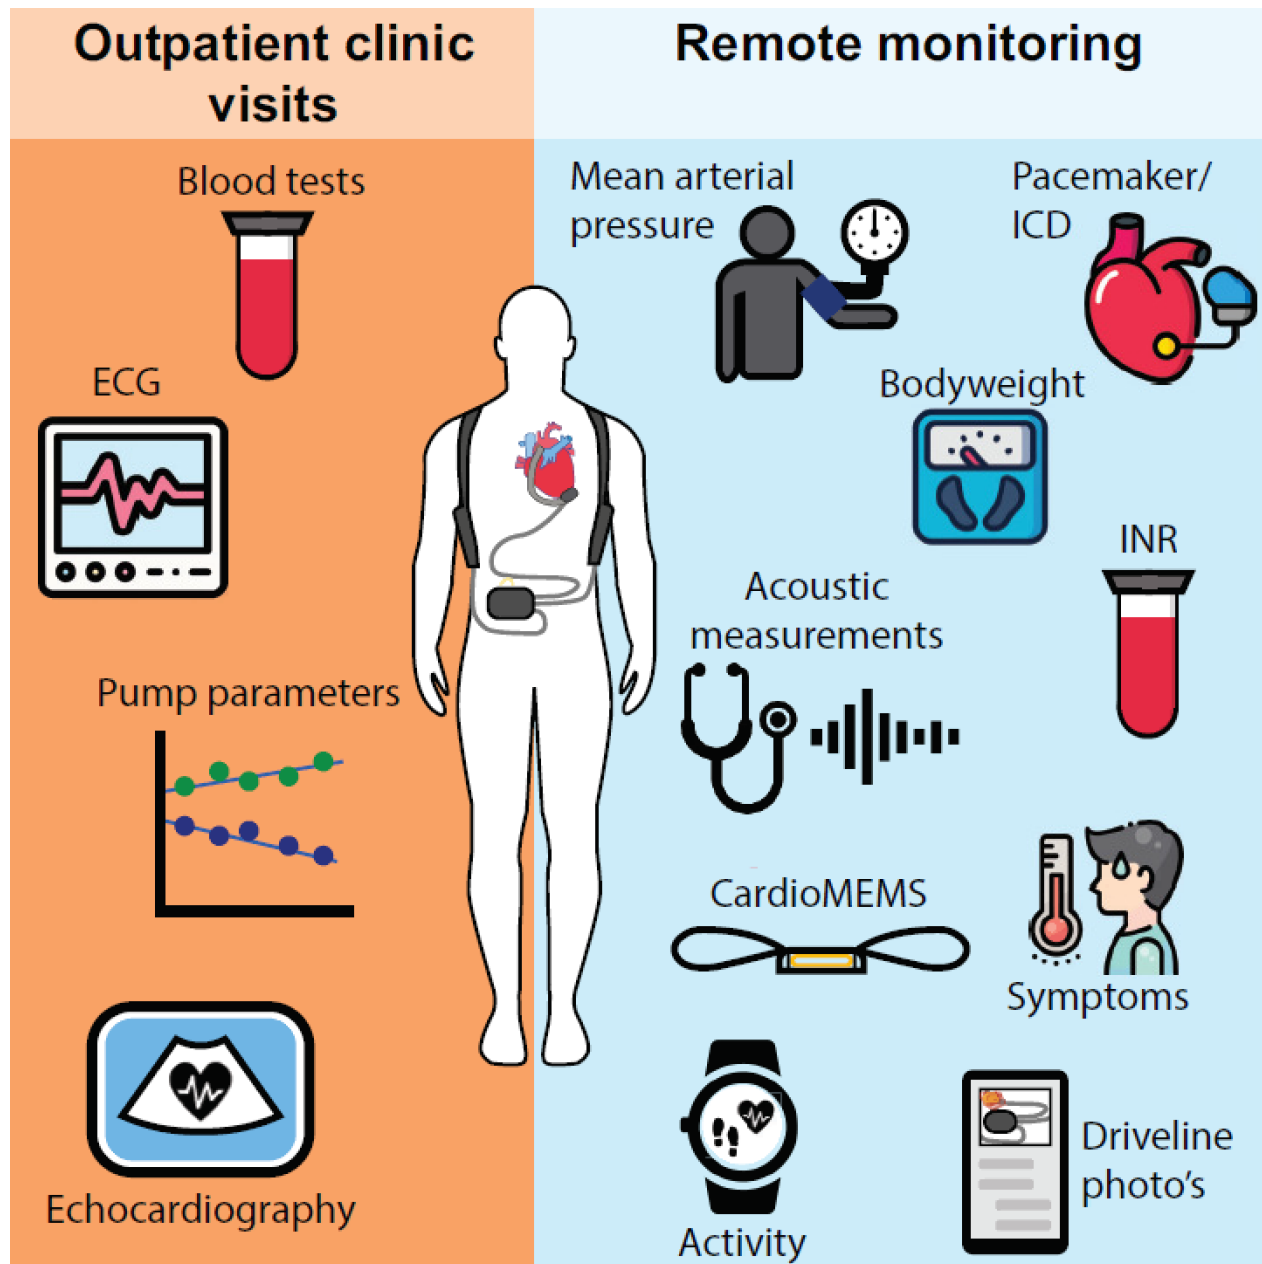 Outpatient clinic
visits
Remote monitoring
Blood tests
ECG
Pump parameters
Echocardiography
Mean arterial
pressure
Pacemaker/
ICD
Bodyweight
INR
Acoustic
measurements
CardioMEMS
Symptoms
Activity
Driveline
photo's